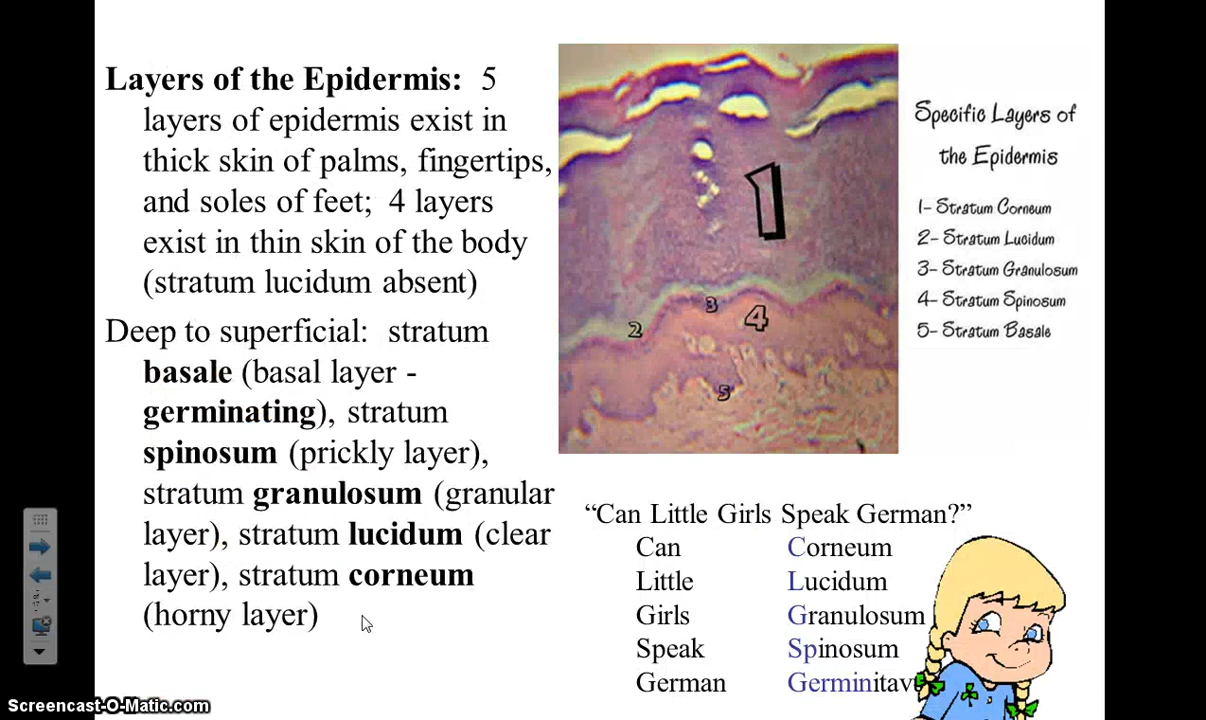 Layers of the Epidermis: 5
layers of epidermis exist in
thick skin of palms, fingertips,
and soles of feet; 4 layers
exist in thin skin of the body
(stratum lucidum absent)
Deep to superficial: stratum
basale (basal layer -
germinating), stratum
spinosum (prickly layer),
stratum granulosum (granular
layer), stratum lucidum (clear
layer), stratum corneum
(horny layer)
1
2
3
4
5
Specific Layers of
the Epidermis
1- Stratum Corneum
2- Stratum Lucidum
3- Stratum Granulosum
4- Stratum Spinosum
5- Stratum Basale
“Can Little Girls Speak German?”
Can Corneum
Little Lucidum
Girls Granulosum
Speak Spinosum
German
Screencast-O-Matic.com